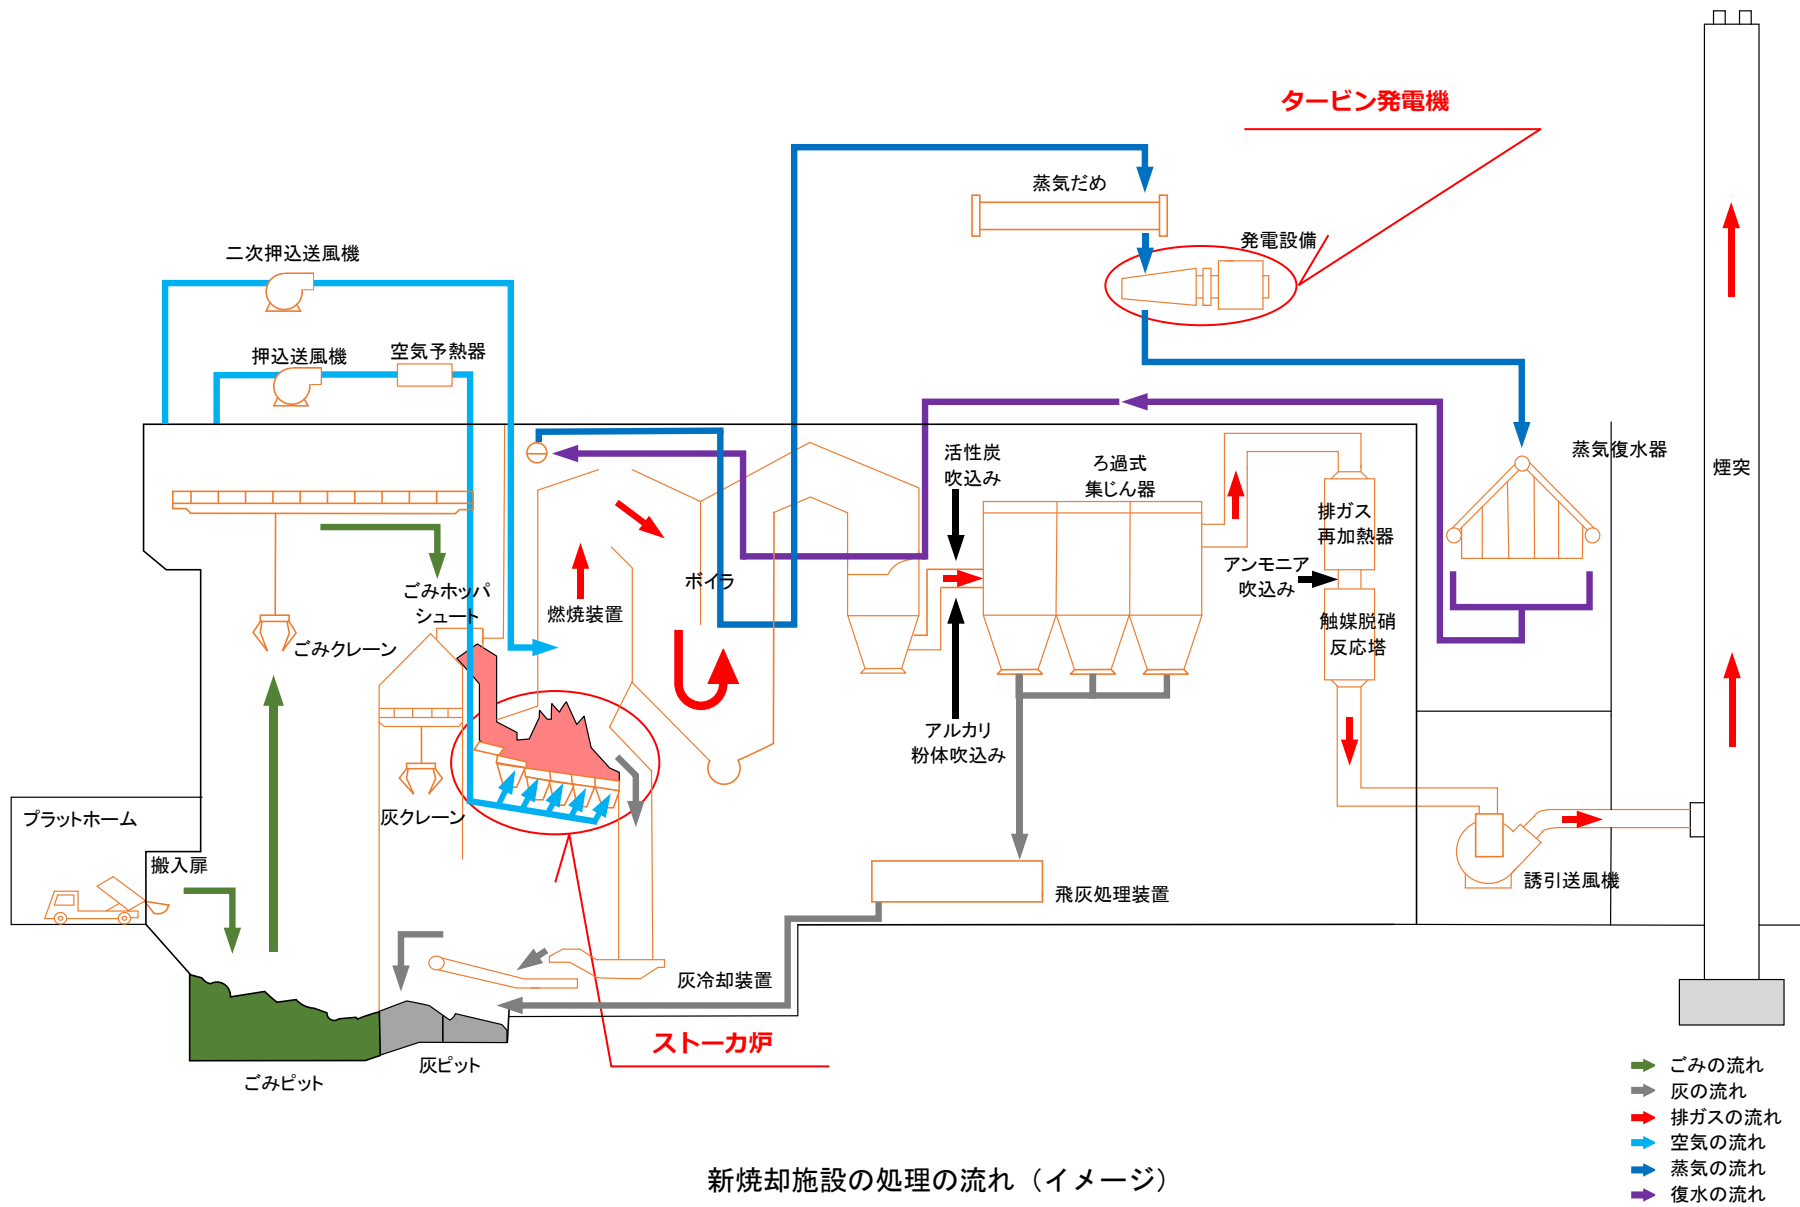 タービン発電機
蒸気だめ
発電設備
二次押込送風機
押込送風機
空気予熱器
活性炭
吹込み
ろ過式
集じん器
蒸気復水器
煙突
排ガス
再加熱器
アンモニア
吹込み
ボイラ
ごみホッパ
シュート
燃焼装置
触媒脱硝
反応塔
ごみクレーン
アルカリ
粉体吹込み
灰クレーン
プラットホーム
搬入扉
飛灰処理装置
誘引送風機
灰冷却装置
ストーカ炉
灰ピット
ごみピット
ごみの流れ
灰の流れ
排ガスの流れ
空気の流れ
蒸気の流れ
復水の流れ
新焼却施設の処理の流れ（イメージ）